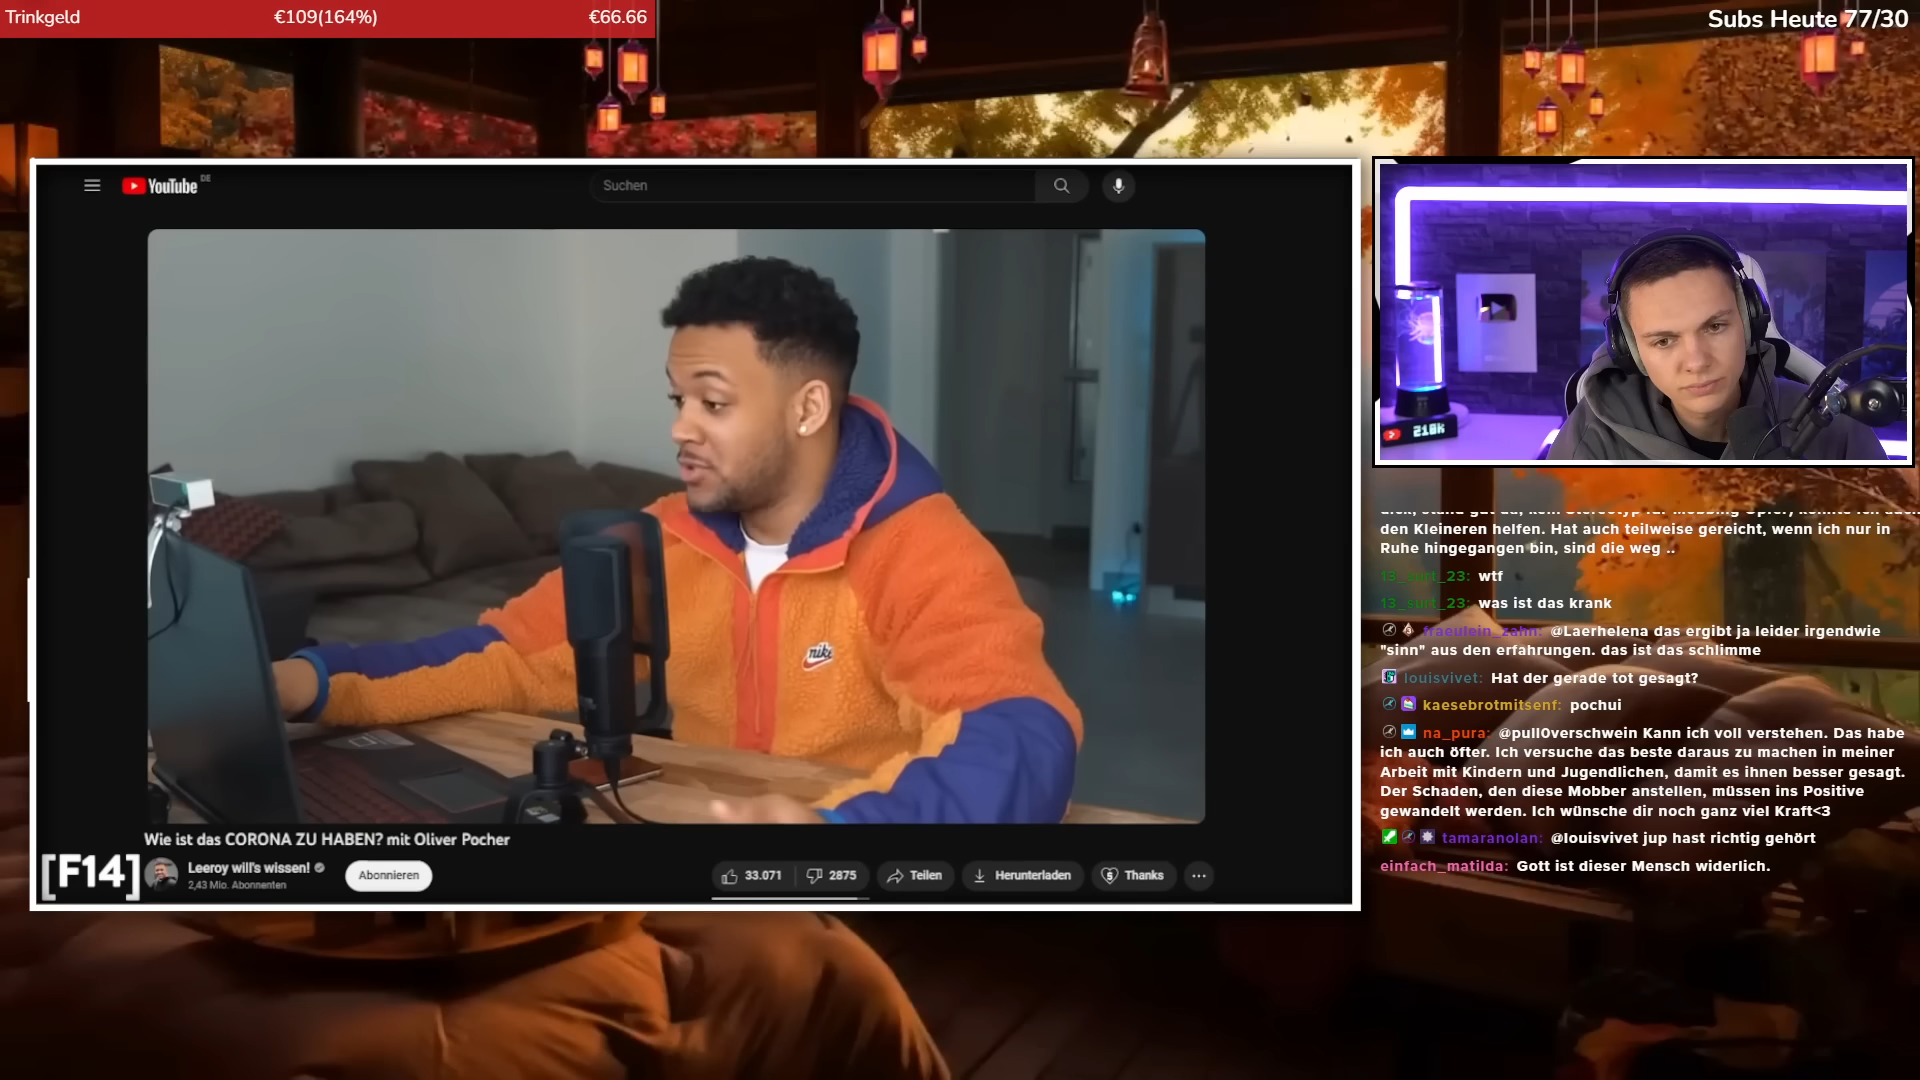 Trinkgeld €109(164%) €66.66
Subs Heute 77/30
YouTube DE
Suchen
nike
218k
Wie ist das CORONA ZU HABEN? mit Oliver Pocher
[F14]
Leeroy will's wissen!
2,43 Mio. Abonnenten
Abonnieren
33.071
2875
Teilen
Herunterladen
Thanks
den Kleineren helfen. Hat auch teilweise gereicht, wenn ich nur in
Ruhe hingegangen bin, sind die weg ..
wtf
was ist das krank
fraeulein_zahn: @Laerhelena das ergibt ja leider irgendwie
"sinn" aus den erfahrungen. das ist das schlimme
louisvivet: Hat der gerade tot gesagt?
kaesebrotmitsenf: pochui
na_pura: @pull0verschwein Kann ich voll verstehen. Das habe
ich auch öfter. Ich versuche das beste daraus zu machen in meiner
Arbeit mit Kindern und Jugendlichen, damit es ihnen besser gesagt.
Der Schaden, den diese Mobber anstellen, müssen ins Positive
gewandelt werden. Ich wünsche dir noch ganz viel Kraft<3
tamaranolan: @louisvivet jup hast richtig gehört
einfach_matilda: Gott ist dieser Mensch widerlich.